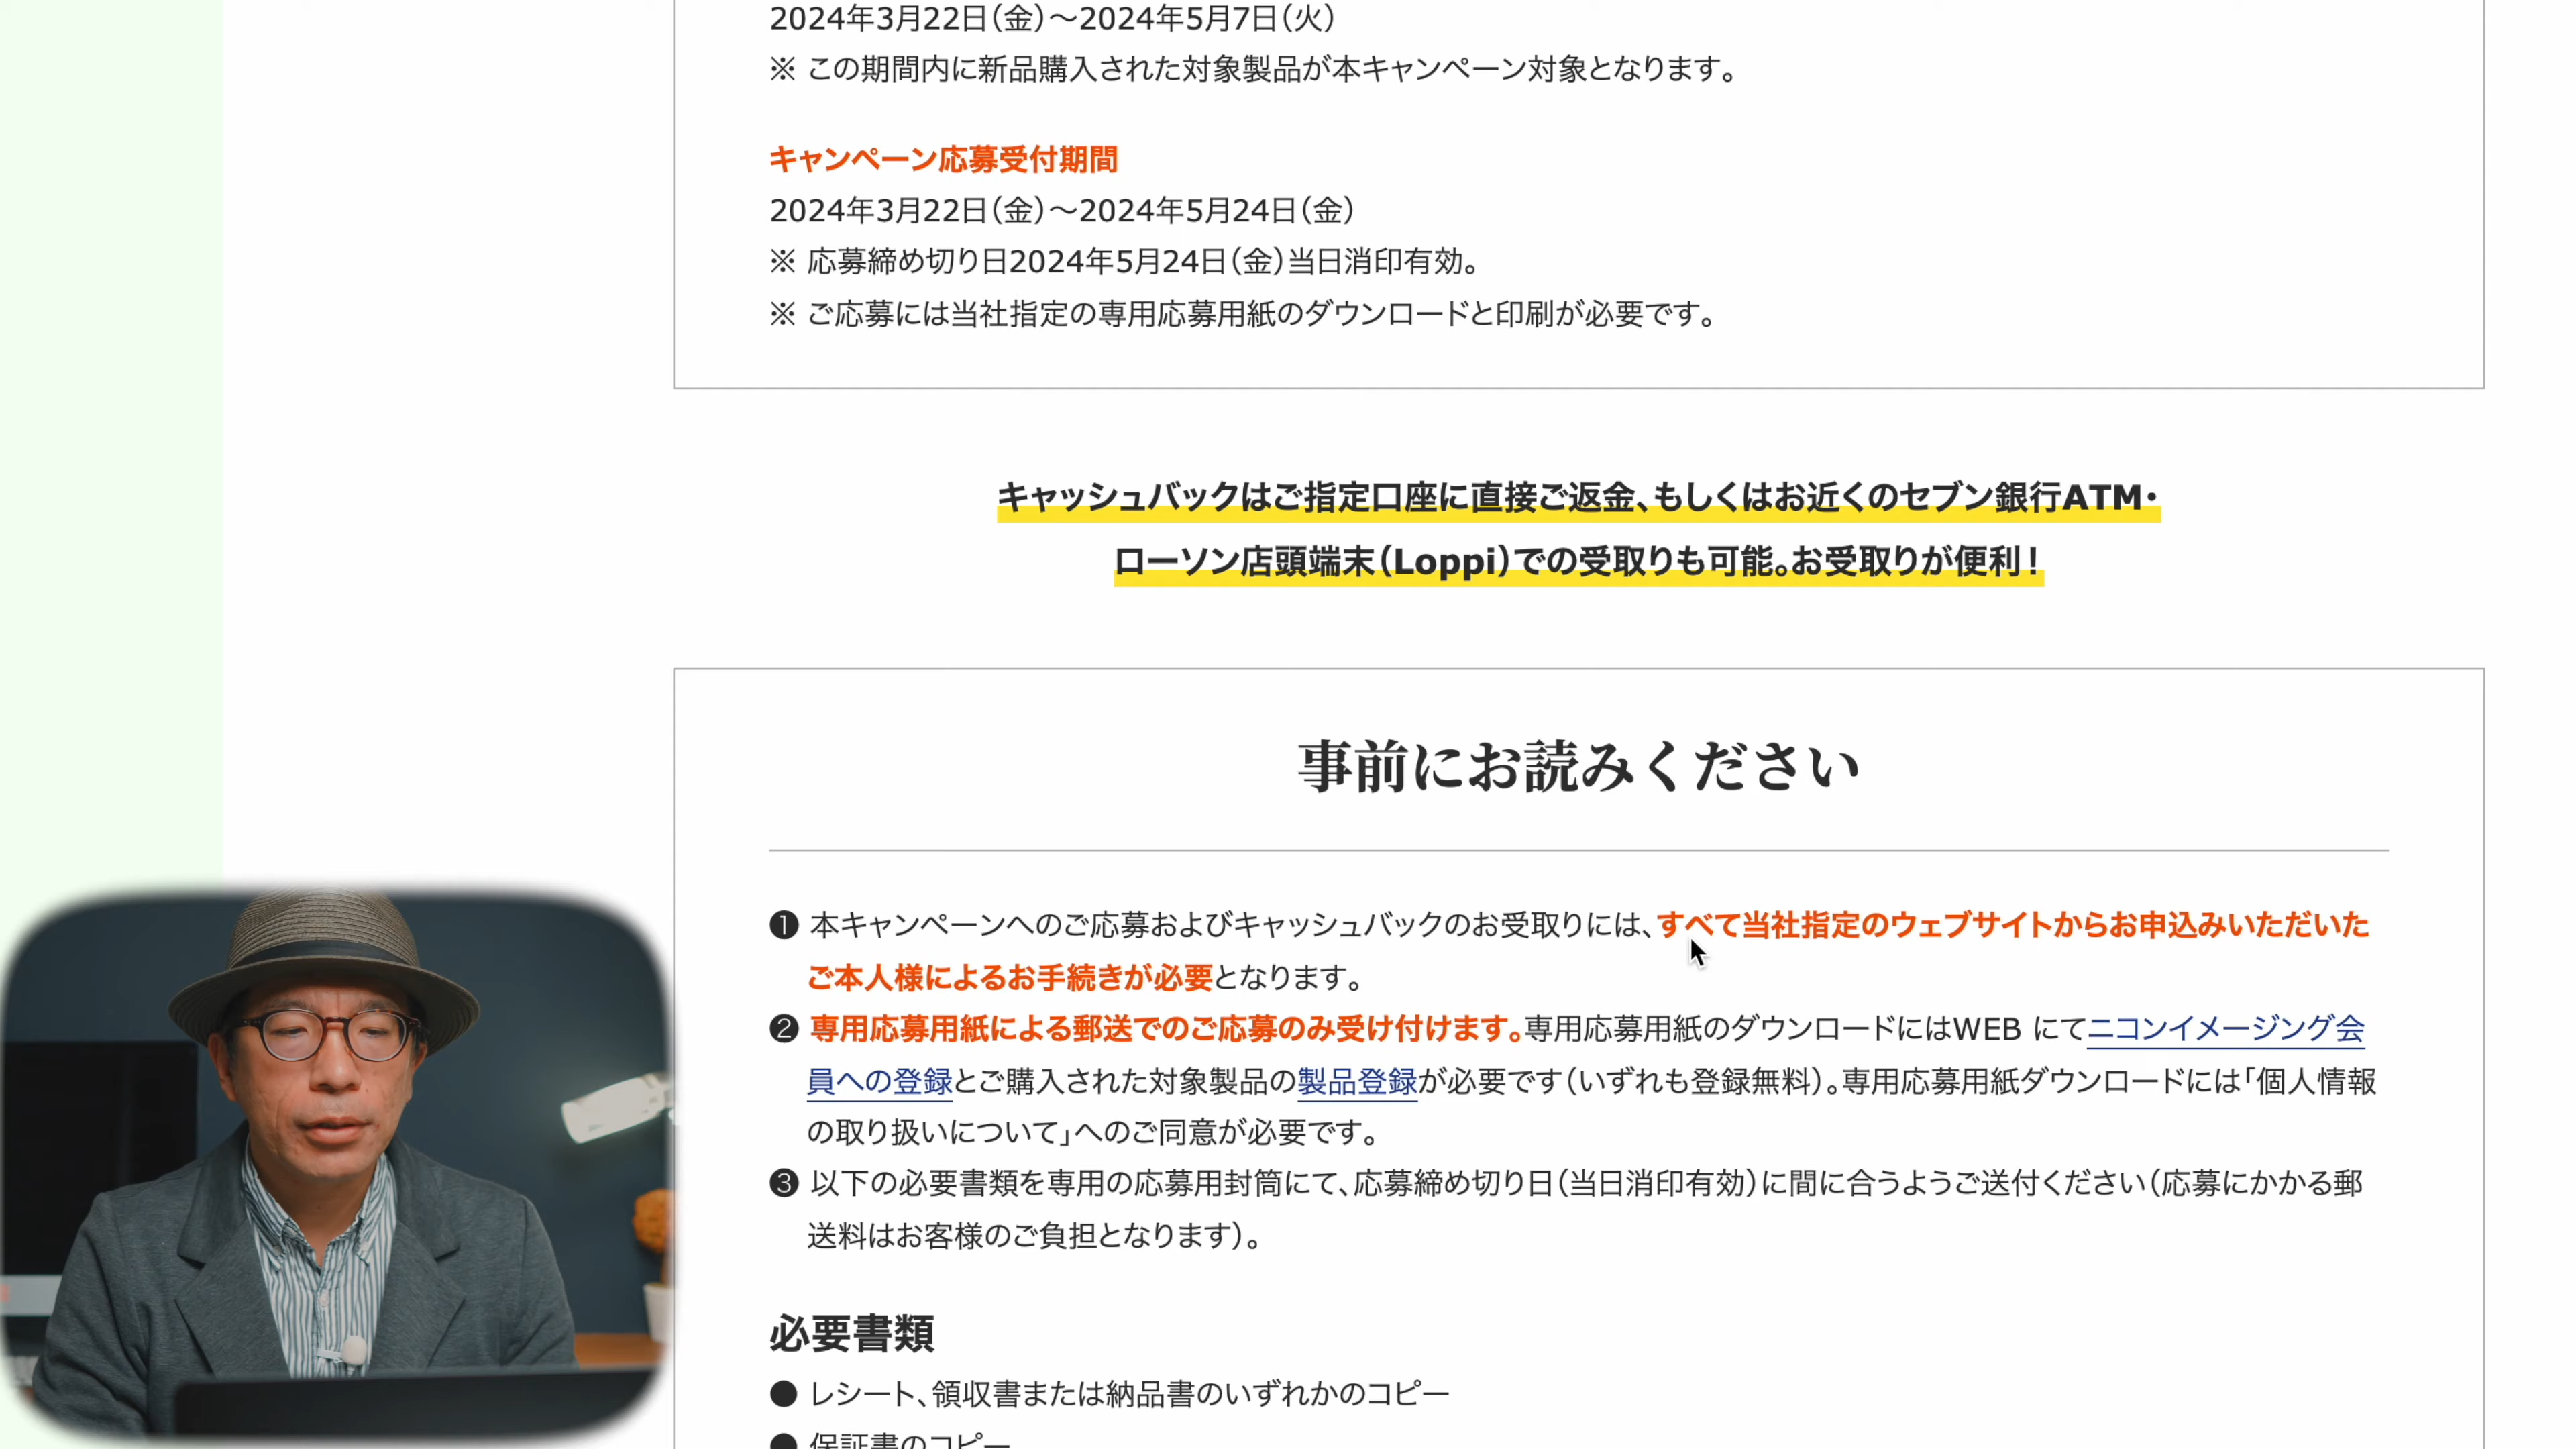 2024年3月22日（金）～2024年5月7日（火）
※ この期間内に新品購入された対象製品が本キャンペーン対象となります。
キャンペーン応募受付期間
2024年3月22日（金）～2024年5月24日（金）
※ 応募締め切り日2024年5月24日（金）当日消印有効。
※ ご応募には当社指定の専用応募用紙のダウンロードと印刷が必要です。
キャッシュバックはご指定口座に直接ご返金、もしくはお近くのセブン銀行ATM・
ローソン店頭端末（Loppi）での受取りも可能。お受取りが便利！
事前にお読みください
❶ 本キャンペーンへのご応募およびキャッシュバックのお受取りには、すべて当社指定のウェブサイトからお申込みいただいた
ご本人様によるお手続きが必要となります。
❷ 専用応募用紙による郵送でのご応募のみ受け付けます。専用応募用紙のダウンロードにはWEB にてニコンイメージング会
員への登録とご購入された対象製品の製品登録が必要です（いずれも登録無料）。専用応募用紙ダウンロードには「個人情報
の取り扱いについて」へのご同意が必要です。
❸ 以下の必要書類を専用の応募用封筒にて、応募締め切り日（当日消印有効）に間に合うようご送付ください（応募にかかる郵
送料はお客様のご負担となります）。
必要書類
● レシート、領収書または納品書のいずれかのコピー
● 保証書のコピー